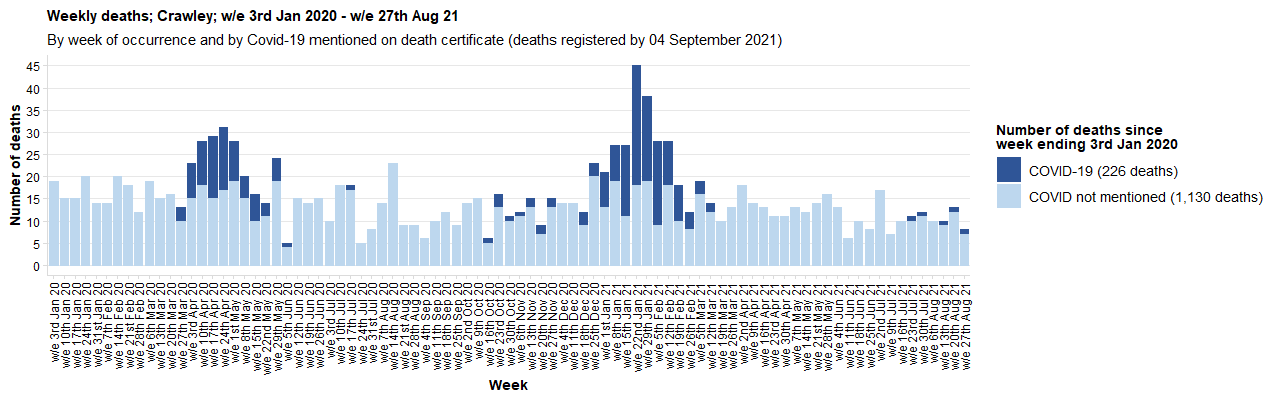 Weekly deaths; Crawley; w/e 3rd Jan 2020 - w/e 27th Aug 21
By week of occurrence and by Covid-19 mentioned on death certificate (deaths registered by 04 September 2021)
Number of deaths
45
40
35
30
25
20
15
10
5
0
w/e 3rd Jan 20
w/e 10th Jan 20
w/e 17th Jan 20
w/e 24th Jan 20
w/e 31st Jan 20
w/e 7th Feb 20
w/e 14th Feb 20
w/e 21st Feb 20
w/e 28th Feb 20
w/e 6th Mar 20
w/e 13th Mar 20
w/e 20th Mar 20
w/e 27th Mar 20
w/e 3rd Apr 20
w/e 10th Apr 20
w/e 17th Apr 20
w/e 24th Apr 20
w/e 1st May 20
w/e 8th May 20
w/e 15th May 20
w/e 22nd May 20
w/e 29th May 20
w/e 5th Jun 20
w/e 12th Jun 20
w/e 19th Jun 20
w/e 26th Jun 20
w/e 3rd Jul 20
w/e 10th Jul 20
w/e 17th Jul 20
w/e 24th Jul 20
w/e 31st Jul 20
w/e 7th Aug 20
w/e 14th Aug 20
w/e 21st Aug 20
w/e 28th Aug 20
w/e 4th Sep 20
w/e 11th Sep 20
w/e 18th Sep 20
w/e 25th Sep 20
w/e 2nd Oct 20
w/e 9th Oct 20
w/e 16th Oct 20
w/e 23rd Oct 20
w/e 30th Oct 20
w/e 6th Nov 20
w/e 13th Nov 20
w/e 20th Nov 20
w/e 27th Nov 20
w/e 4th Dec 20
w/e 11th Dec 20
w/e 18th Dec 20
w/e 25th Dec 20
w/e 1st Jan 21
w/e 8th Jan 21
w/e 15th Jan 21
w/e 22nd Jan 21
w/e 29th Jan 21
w/e 5th Feb 21
w/e 12th Feb 21
w/e 19th Feb 21
w/e 26th Feb 21
w/e 5th Mar 21
w/e 12th Mar 21
w/e 19th Mar 21
w/e 26th Mar 21
w/e 2nd Apr 21
w/e 9th Apr 21
w/e 16th Apr 21
w/e 23rd Apr 21
w/e 30th Apr 21
w/e 7th May 21
w/e 14th May 21
w/e 21st May 21
w/e 28th May 21
w/e 4th Jun 21
w/e 11th Jun 21
w/e 18th Jun 21
w/e 25th Jun 21
w/e 2nd Jul 21
w/e 9th Jul 21
w/e 16th Jul 21
w/e 23rd Jul 21
w/e 30th Jul 21
w/e 6th Aug 21
w/e 13th Aug 21
w/e 20th Aug 21
w/e 27th Aug 21
Week
Number of deaths since
week ending 3rd Jan 2020
COVID-19 (226 deaths)
COVID not mentioned (1,130 deaths)